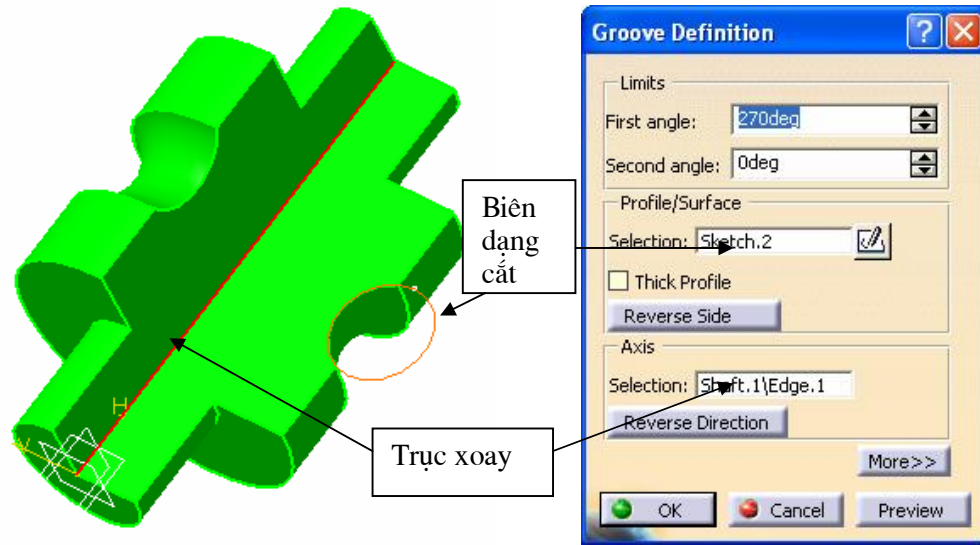 Groove Definition
Limits
First angle: 270deg
Second angle: 0deg
Profile/Surface
Selection: Sketch.2
Thick Profile
Reverse Side
Axis
Selection: Shaft.1\Edge.1
Reverse Direction
More>>
OK Cancel Preview
Biên
dạng
cắt
Trục xoay
H
V